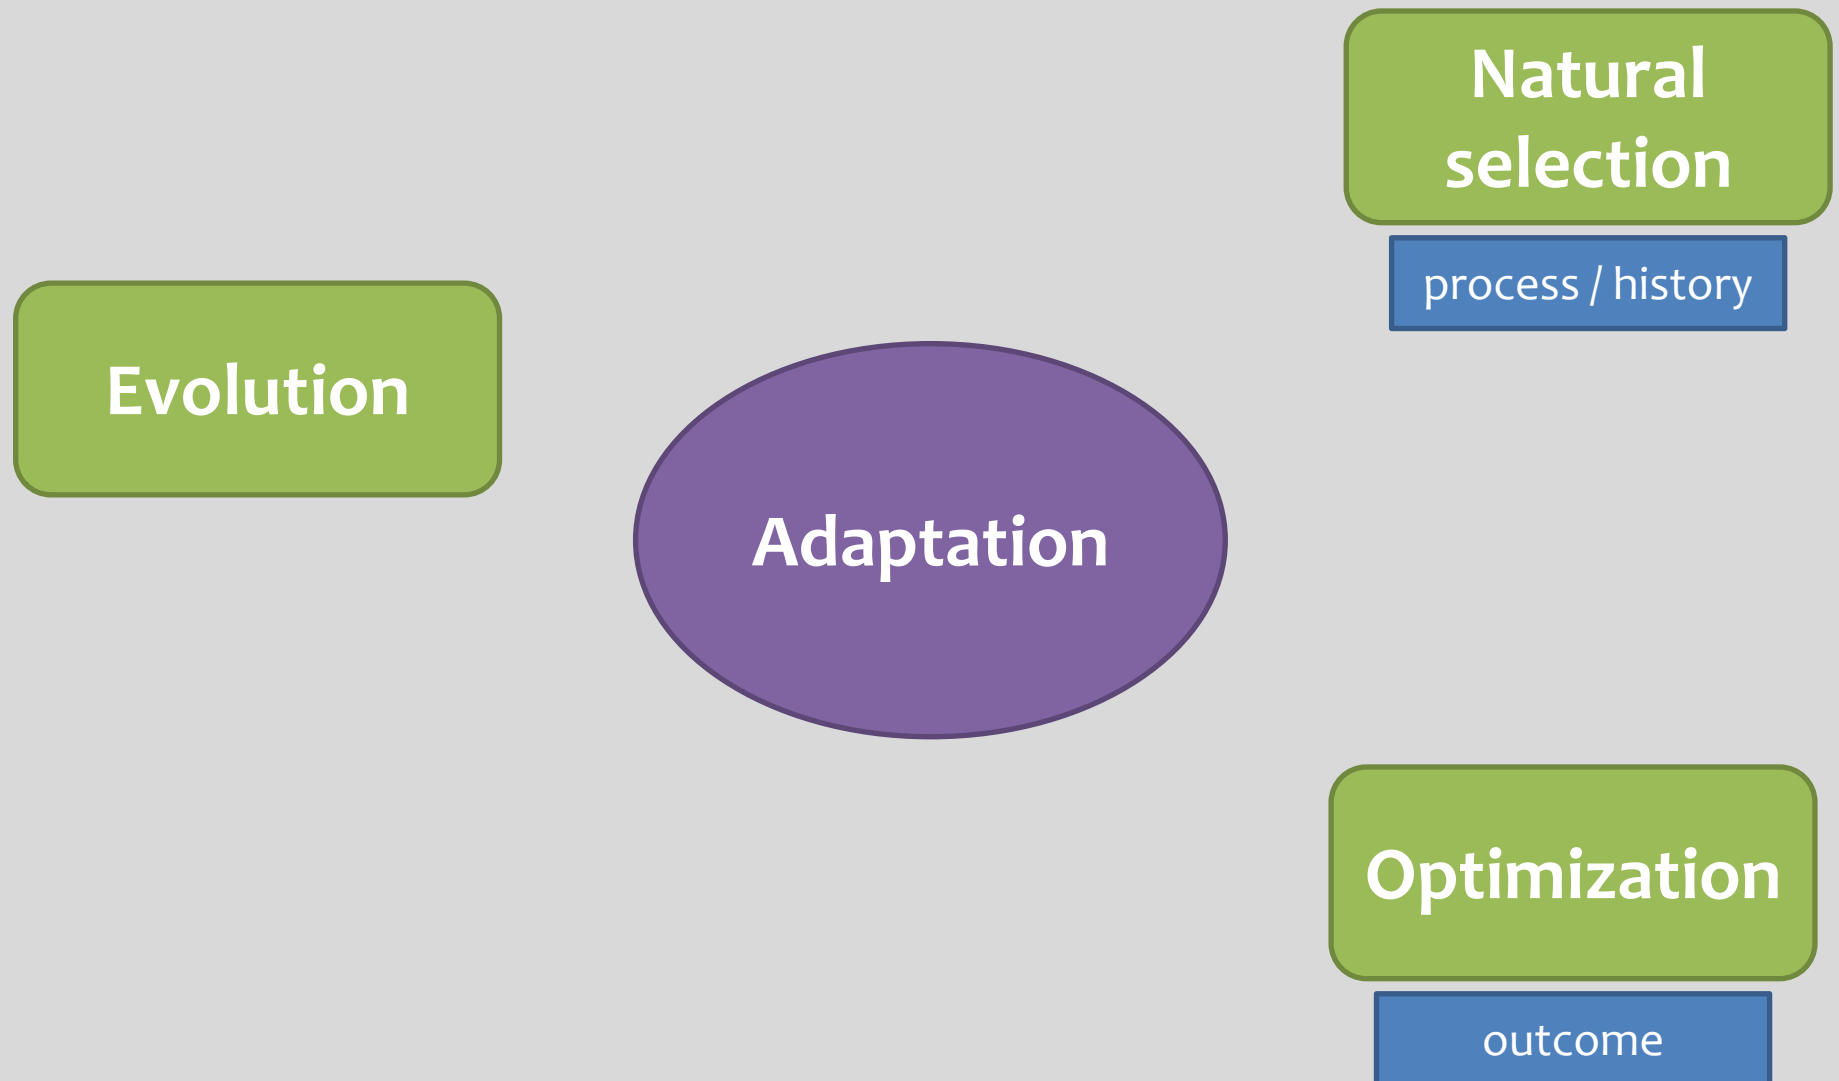 Natural
selection
process / history
Evolution
Adaptation
Optimization
outcome